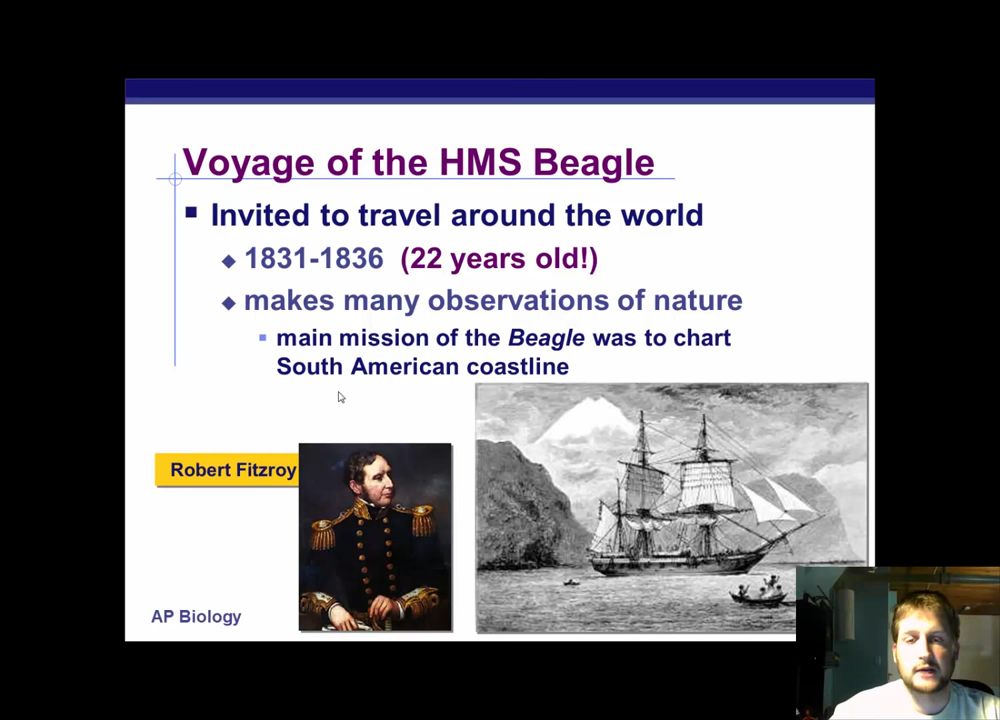 Voyage of the HMS Beagle
Invited to travel around the world
1831-1836 (22 years old!)
makes many observations of nature
main mission of the Beagle was to chart
South American coastline
Robert Fitzroy
AP Biology